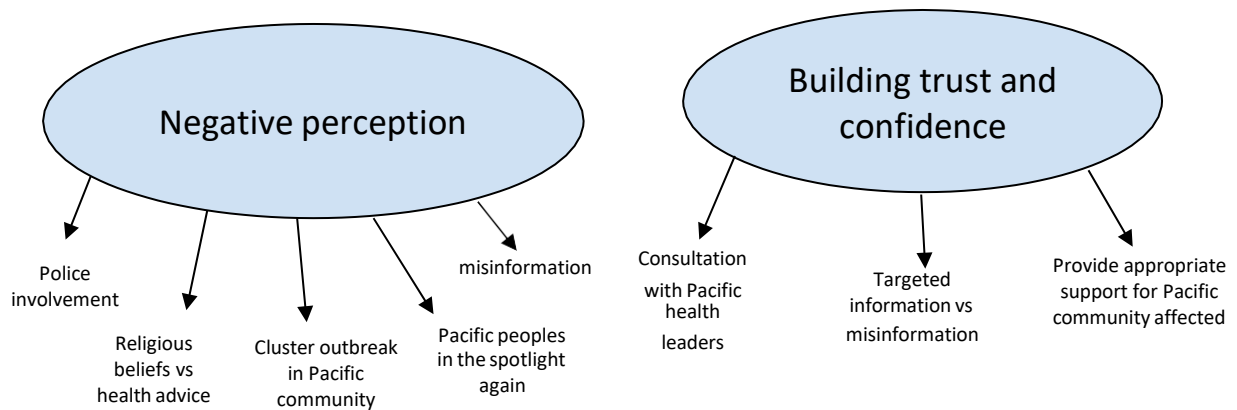 Negative perception
Police
involvement
Religious
beliefs vs
health advice
Cluster outbreak
in Pacific
community
Pacific peoples
in the spotlight
again
misinformation
Building trust and
confidence
Consultation
with Pacific
health
leaders
Targeted
information vs
misinformation
Provide appropriate
support for Pacific
community affected